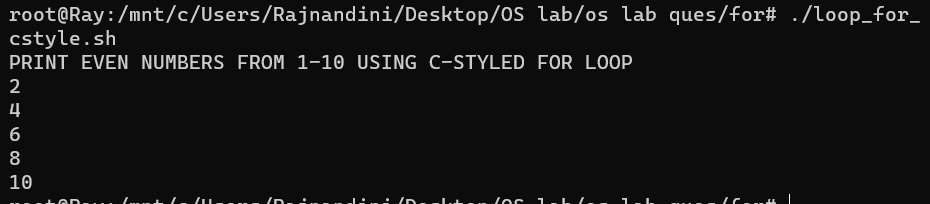 root@Ray:/mnt/c/Users/Rajnandini/Desktop/OS lab/os lab ques/for# ./loop_for_
cstyle.sh
PRINT EVEN NUMBERS FROM 1-10 USING C-STYLED FOR LOOP
2
4
6
8
10
root@Ray:/mnt/c/Users/Rajnandini/Desktop/OS lab/os lab ques/for#